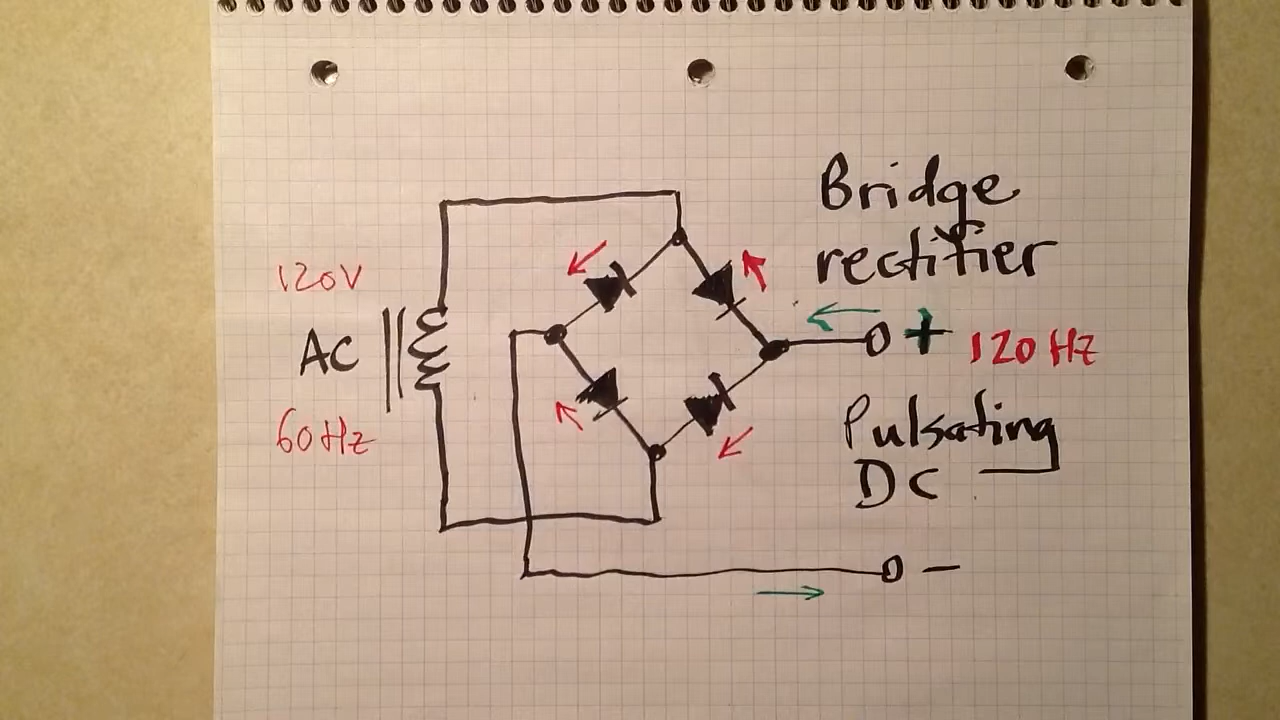 Bridge
rectifier
120V
AC
60Hz
+ 120 Hz
Pulsating
DC
-